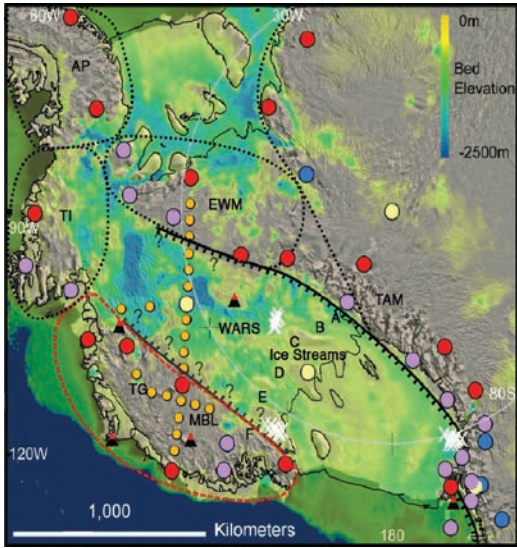 60W
30W
0m
AP
Bed
Elevation
-2500m
TI
EWM
90W
?
?
TAM
?
A
?
WARS
B
?
C
Ice Streams
?
D
?
TG
?
E
80S
MBL
?
F
120W
1,000
Kilometers
180